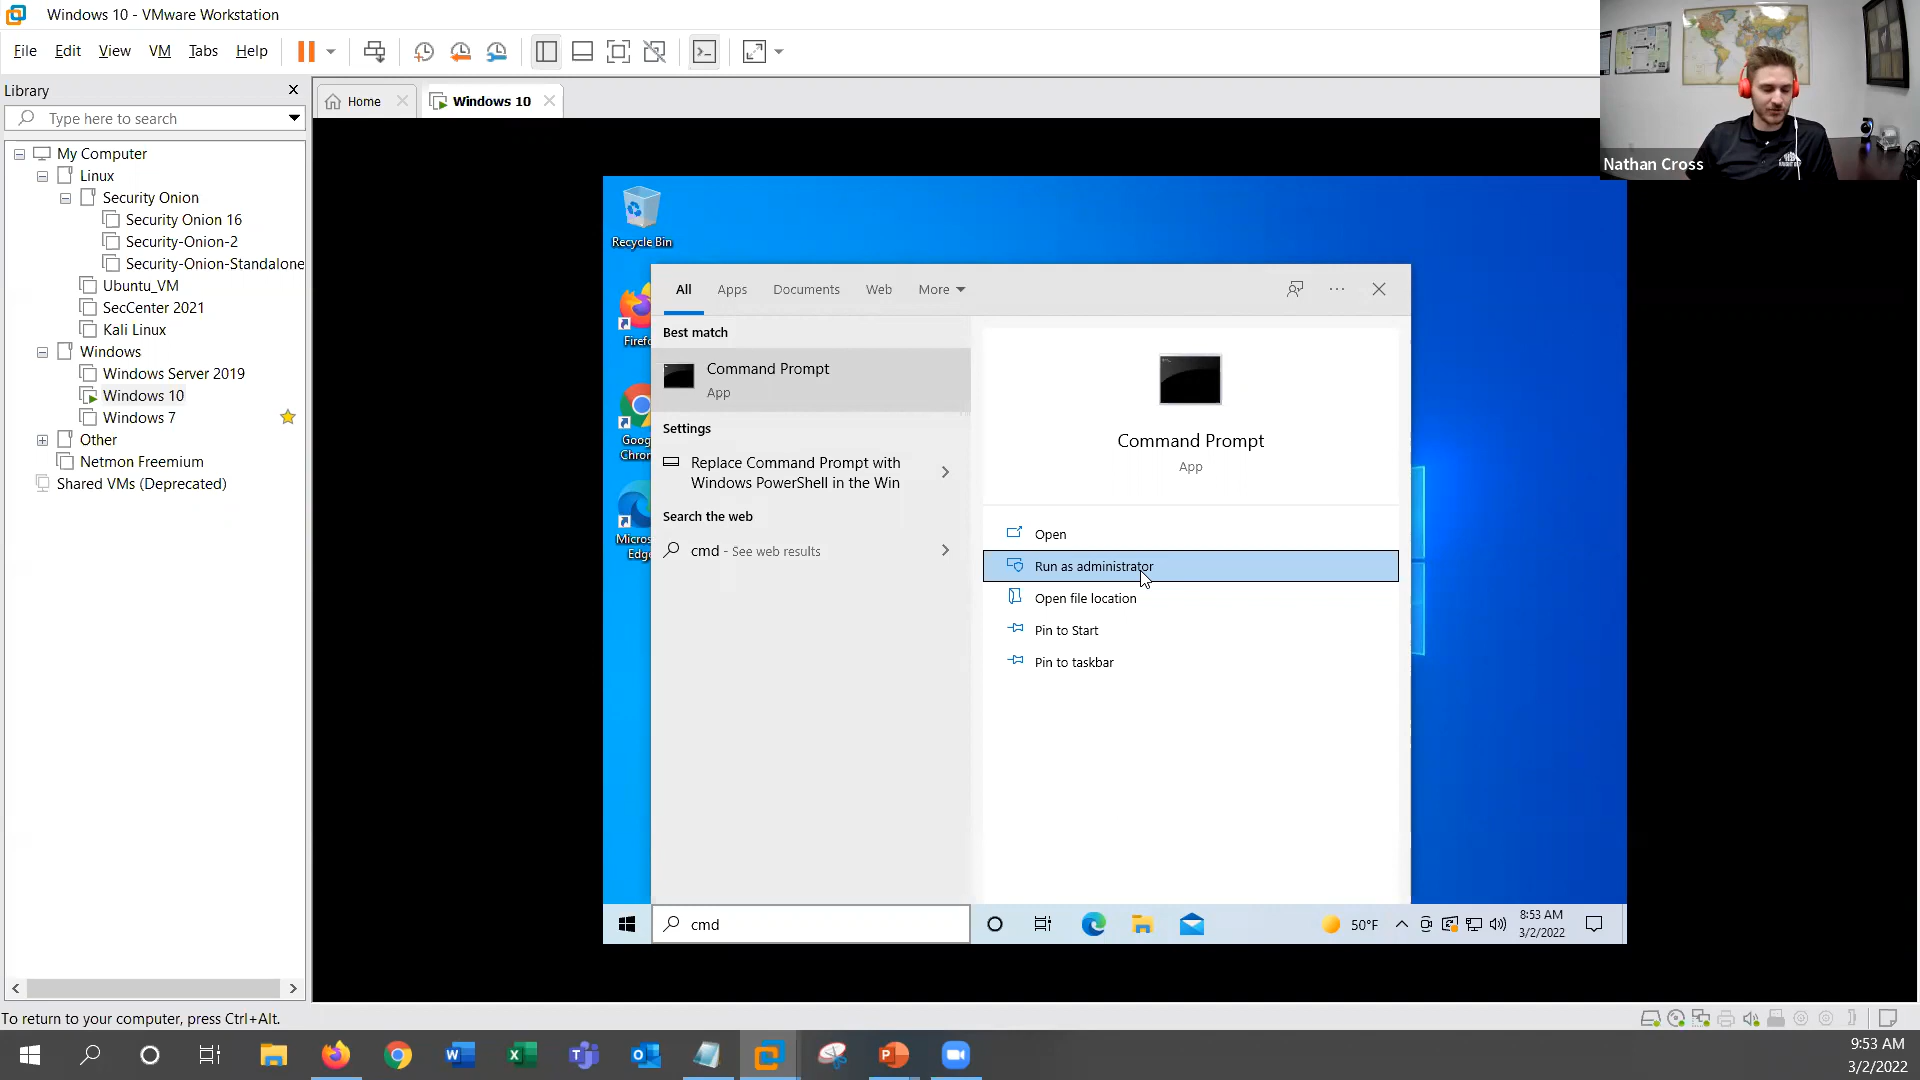 Windows 10 - VMware Workstation
File Edit View VM Tabs Help
Library
Type here to search
My Computer
Linux
Security Onion
Security Onion 16
Security-Onion-2
Security-Onion-Standalone
Ubuntu_VM
SecCenter 2021
Kali Linux
Windows
Windows Server 2019
Windows 10
Windows 7
Other
Netmon Freemium
Shared VMs (Deprecated)
Home
Windows 10
Nathan Cross
Recycle Bin
Firefo
Goog
Chron
Micros
Edge
All Apps Documents Web More
Best match
Command Prompt
App
Settings
Replace Command Prompt with
Windows PowerShell in the Win
Search the web
cmd - See web results
Command Prompt
App
Open
Run as administrator
Open file location
Pin to Start
Pin to taskbar
cmd
50°F
8:53 AM
3/2/2022
To return to your computer, press Ctrl+Alt.
9:53 AM
3/2/2022